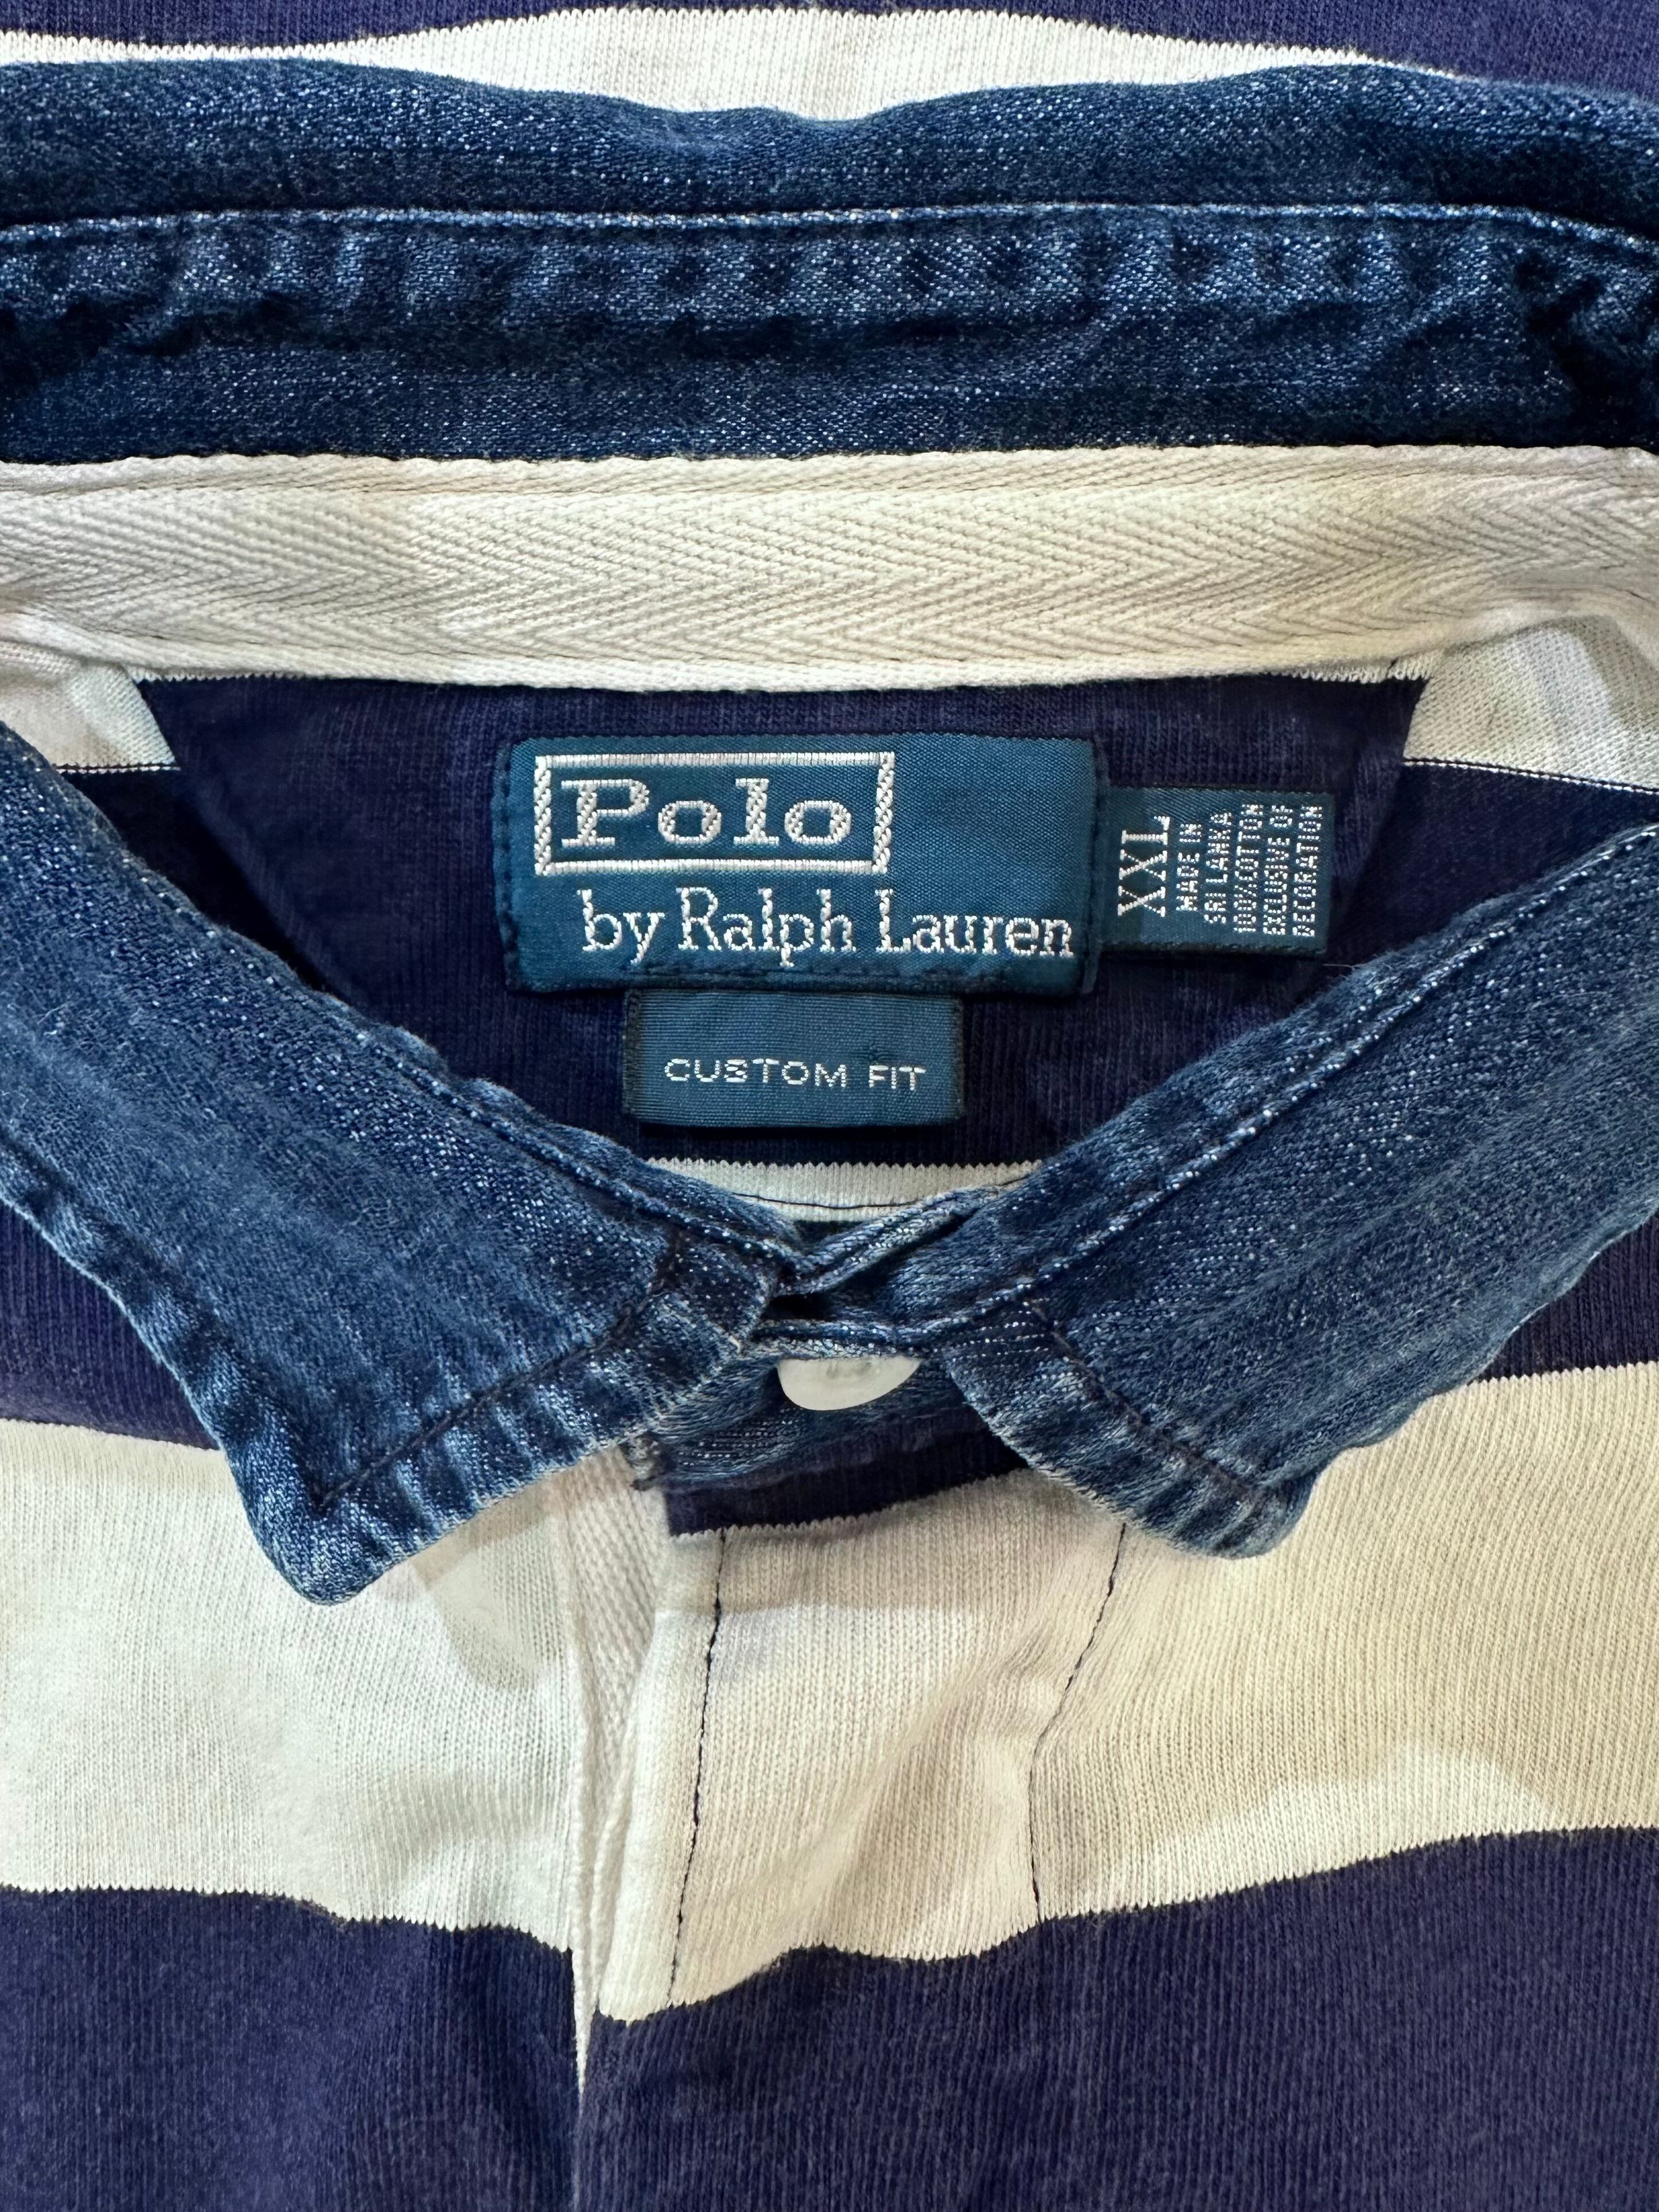 Polo
by Ralph Lauren
CUSTOM FIT
XXL
MADE IN
SRI LANKA
100% COTTON
EXCLUSIVE OF
DECORATION